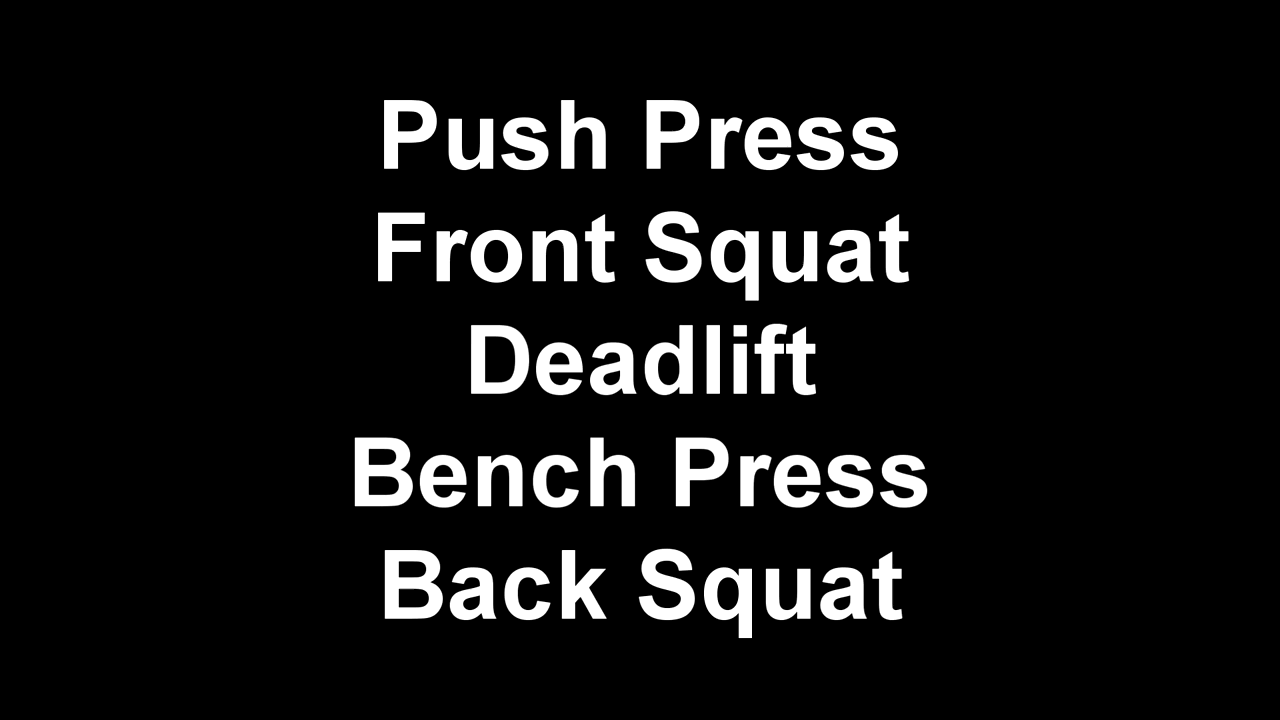 Push Press
Front Squat
Deadlift
Bench Press
Back Squat